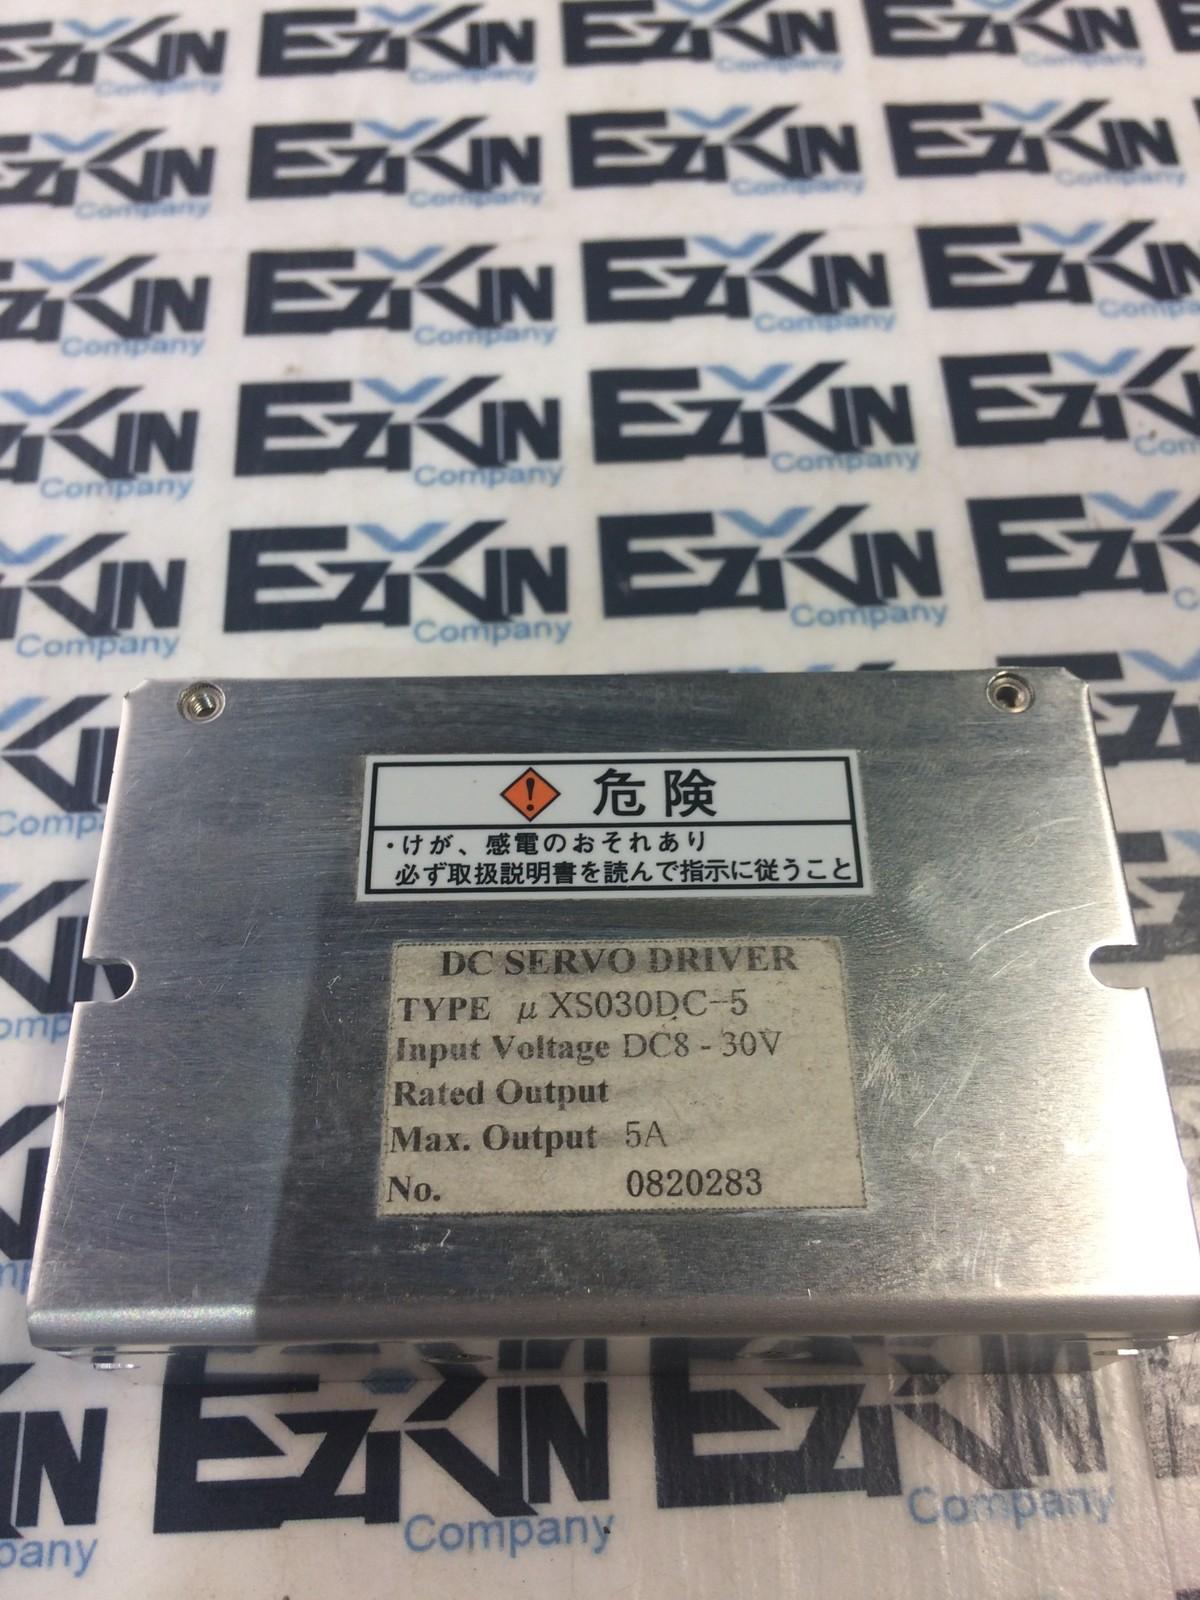 危険
・けが、感電のおそれあり
必ず取扱説明書を読んで指示に従うこと
DC SERVO DRIVER
TYPE μ XS030DC-5
Input Voltage DC8 - 30V
Rated Output
Max. Output 5A
No. 0820283
EZKIN
Company